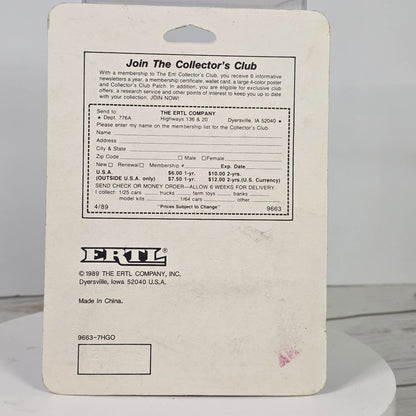 Join The Collector's Club
With a membership to The Ertl Collector's Club, you receive 6 informative
newsletters a year, a membership certificate, wallet card, a large 4-color poster
and Collector's Club Patch. In addition, you are eligible for exclusive club
offers, a research service and other points of interest to keep you up to date
with your collection. JOIN NOW!
Send to: THE ERTL COMPANY
★ Dept. 776A Highways 136 & 20 Dyersville, IA 52040 ★
Please enter my name on the membership list for the Collector's Club
Name
Address
City & State
Zip Code □ Male □ Female
New □ Renewal □ Membership # Exp. Date
U.S.A. $6.00 1-yr. $10.00 2-yrs.
(OUTSIDE U.S.A. only) $7.50 1-yr. $12.00 2-yrs.(U.S. Currency)
SEND CHECK OR MONEY ORDER—ALLOW 6 WEEKS FOR DELIVERY.
I collect: 1/25 cars trucks farm toys banks
model kits 1/64 cars other
4/89 "Prices Subject to Change" 9663
ERTL®
© 1989 THE ERTL COMPANY, INC.
Dyersville, Iowa 52040 U.S.A.
Made in China.
9663-7HGO